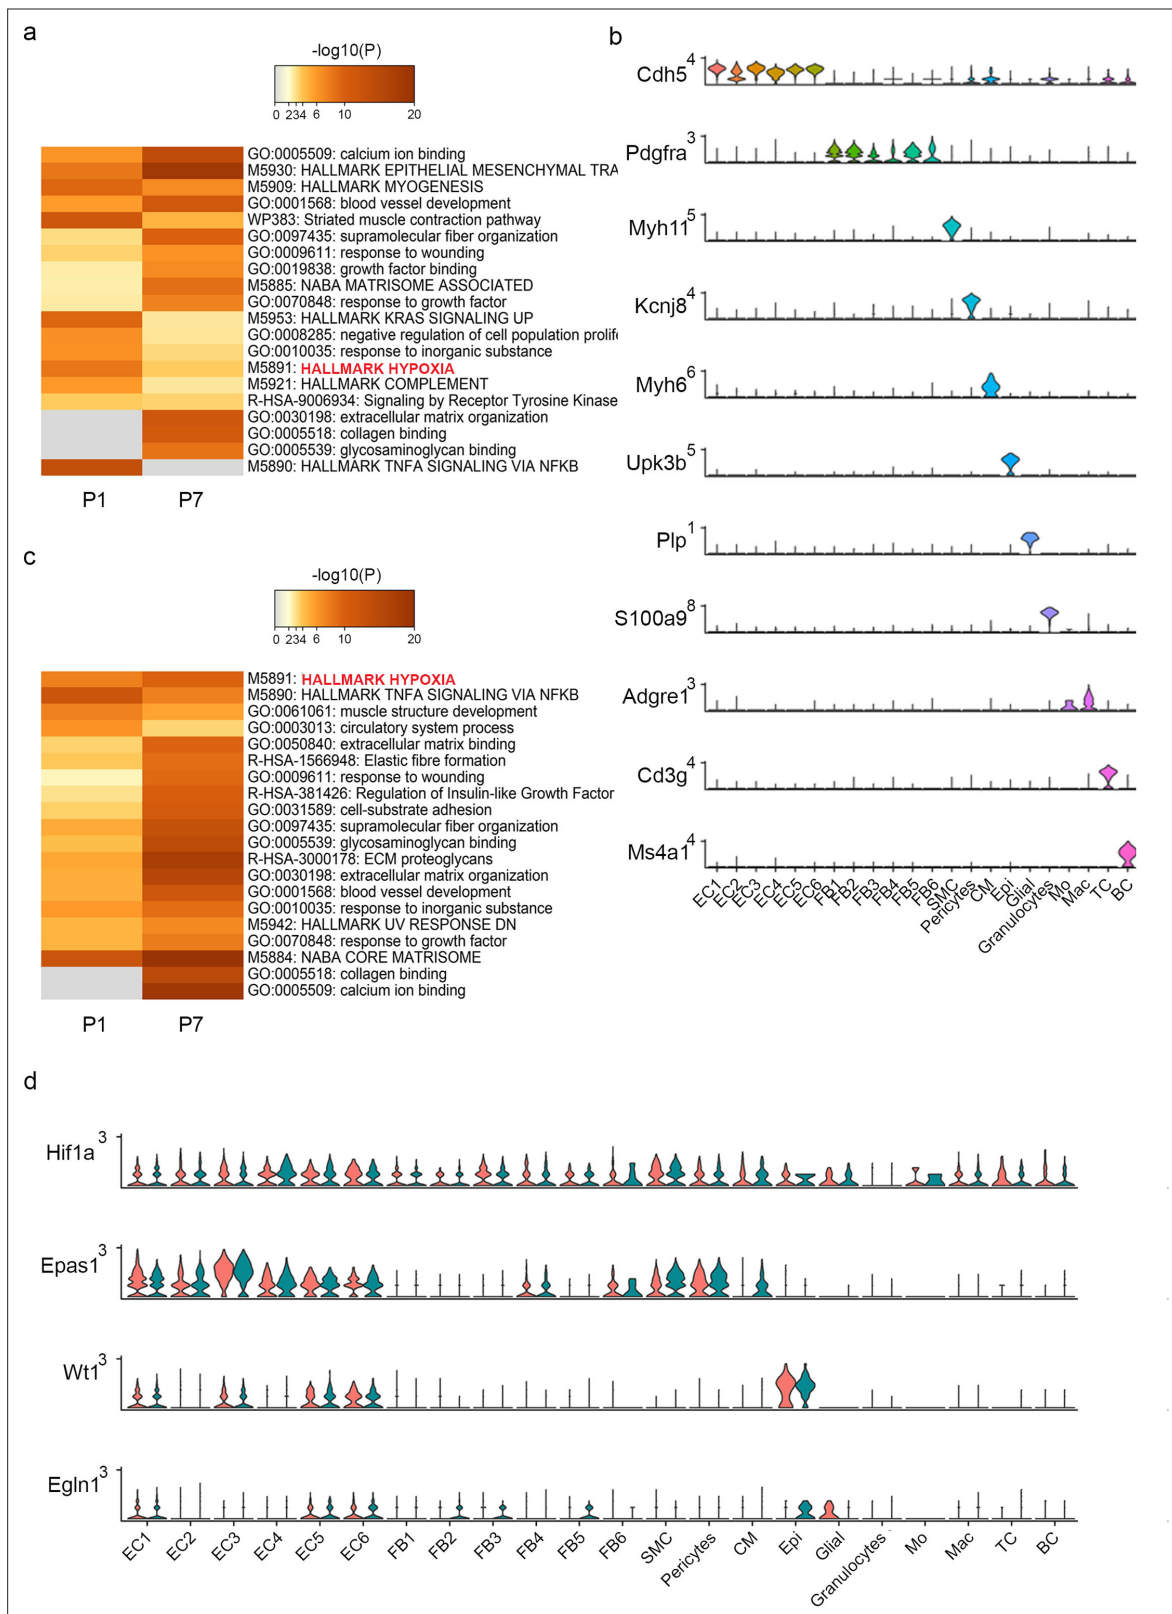 a
-log10(P)
0 2 3 4 6 10 20
GO:0005509: calcium ion binding
M5930: HALLMARK EPITHELIAL MESENCHYMAL TRA
M5909: HALLMARK MYOGENESIS
GO:0001568: blood vessel development
WP383: Striated muscle contraction pathway
GO:0097435: supramolecular fiber organization
GO:0009611: response to wounding
GO:0019838: growth factor binding
M5885: NABA MATRISOME ASSOCIATED
GO:0070848: response to growth factor
M5953: HALLMARK KRAS SIGNALING UP
GO:0008285: negative regulation of cell population prolif
GO:0010035: response to inorganic substance
M5891: HALLMARK HYPOXIA
M5921: HALLMARK COMPLEMENT
R-HSA-9006934: Signaling by Receptor Tyrosine Kinase
GO:0030198: extracellular matrix organization
GO:0005518: collagen binding
GO:0005539: glycosaminoglycan binding
M5890: HALLMARK TNFA SIGNALING VIA NFKB
P1 P7
b
Cdh5 4
Pdgfra 3
Myh11 5
Kcnj8 4
Myh6 6
Upk3b 5
Plp 1
S100a9 8
Adgre1 3
Cd3g 4
Ms4a1 4
EC1 EC2 EC3 EC4 EC5 EC6 FB1 FB2 FB3 FB4 FB5 FB6 SMC Pericytes CM Epi Glial Granulocytes Mo Mac TC BC
c
-log10(P)
0 2 3 4 6 10 20
M5891: HALLMARK HYPOXIA
M5890: HALLMARK TNFA SIGNALING VIA NFKB
GO:0061061: muscle structure development
GO:0003013: circulatory system process
GO:0050840: extracellular matrix binding
R-HSA-1566948: Elastic fibre formation
GO:0009611: response to wounding
R-HSA-381426: Regulation of Insulin-like Growth Factor
GO:0031589: cell-substrate adhesion
GO:0097435: supramolecular fiber organization
GO:0005539: glycosaminoglycan binding
R-HSA-3000178: ECM proteoglycans
GO:0030198: extracellular matrix organization
GO:0001568: blood vessel development
GO:0010035: response to inorganic substance
M5942: HALLMARK UV RESPONSE DN
GO:0070848: response to growth factor
M5884: NABA CORE MATRISOME
GO:0005518: collagen binding
GO:0005509: calcium ion binding
P1 P7
d
Hif1a 3
Epas1 3
Wt1 3
Egln1 3
EC1 EC2 EC3 EC4 EC5 EC6 FB1 FB2 FB3 FB4 FB5 FB6 SMC Pericytes CM Epi Glial Granulocytes Mo Mac TC BC